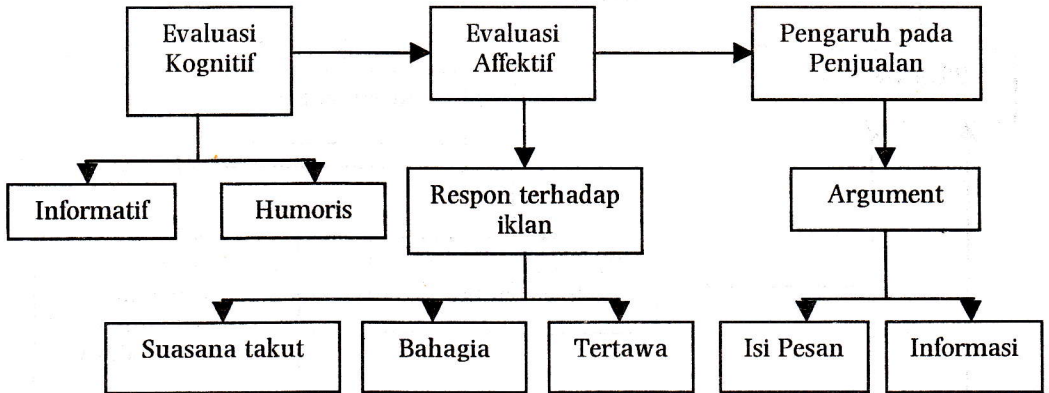 Evaluasi
Kognitif
Evaluasi
Affektif
Pengaruh pada
Penjualan
Informatif
Humoris
Respon terhadap
iklan
Argument
Suasana takut
Bahagia
Tertawa
Isi Pesan
Informasi